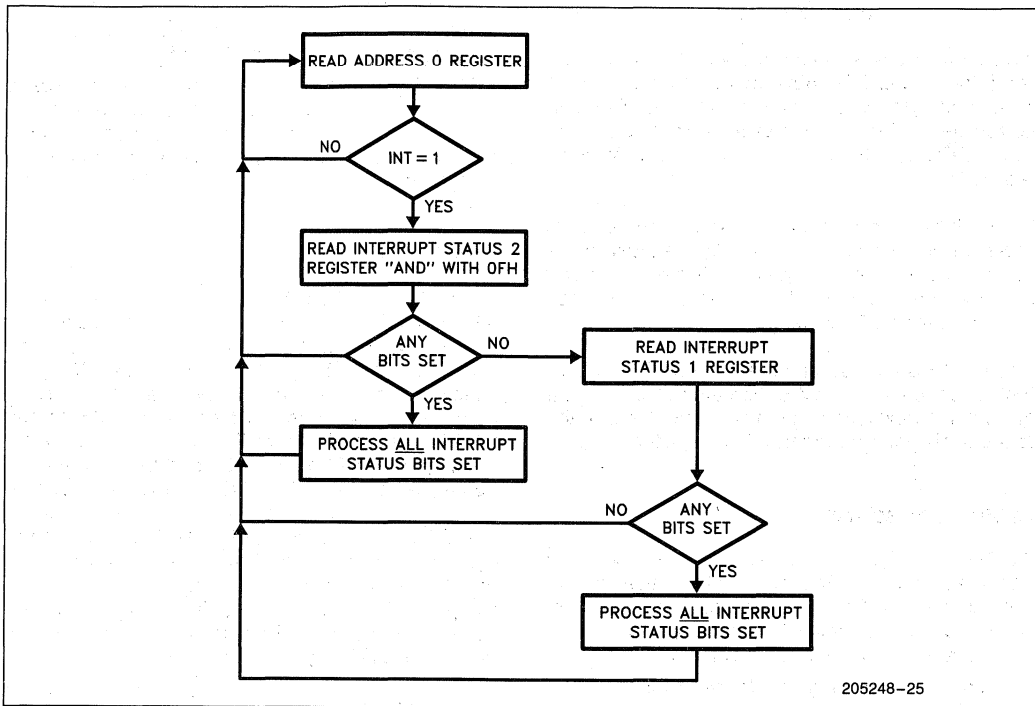 READ ADDRESS 0 REGISTER
NO
INT = 1
YES
READ INTERRUPT STATUS 2
REGISTER "AND" WITH 0FH
ANY
BITS SET
NO
READ INTERRUPT
STATUS 1 REGISTER
YES
PROCESS ALL INTERRUPT
STATUS BITS SET
NO
ANY
BITS SET
YES
PROCESS ALL INTERRUPT
STATUS BITS SET
205248-25